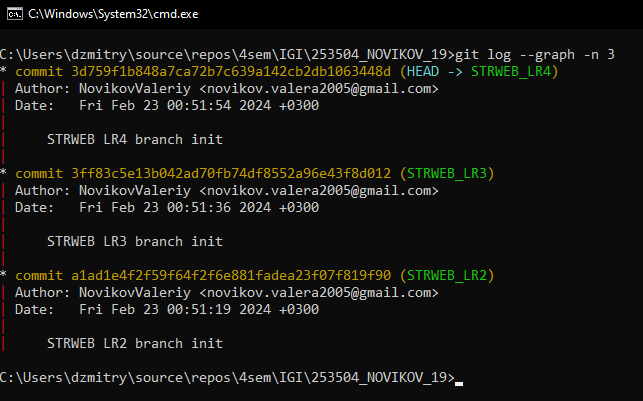 C:\Windows\System32\cmd.exe
C:\Users\dzmitry\source\repos\4sem\IGI\253504_NOVIKOV_19>git log --graph -n 3
* commit 3d759f1b848a7ca72b7c639a142cb2db1063448d (HEAD -> STRWEB_LR4)
| Author: NovikovValeriy <novikov.valera2005@gmail.com>
| Date:   Fri Feb 23 00:51:54 2024 +0300
|
|     STRWEB LR4 branch init
|
* commit 3ff83c5e13b042ad70fb74df8552a96e43f8d012 (STRWEB_LR3)
| Author: NovikovValeriy <novikov.valera2005@gmail.com>
| Date:   Fri Feb 23 00:51:36 2024 +0300
|
|     STRWEB LR3 branch init
|
* commit a1ad1e4f2f59f64f2f6e881fadea23f07f819f90 (STRWEB_LR2)
| Author: NovikovValeriy <novikov.valera2005@gmail.com>
| Date:   Fri Feb 23 00:51:19 2024 +0300
|
|     STRWEB LR2 branch init
C:\Users\dzmitry\source\repos\4sem\IGI\253504_NOVIKOV_19>